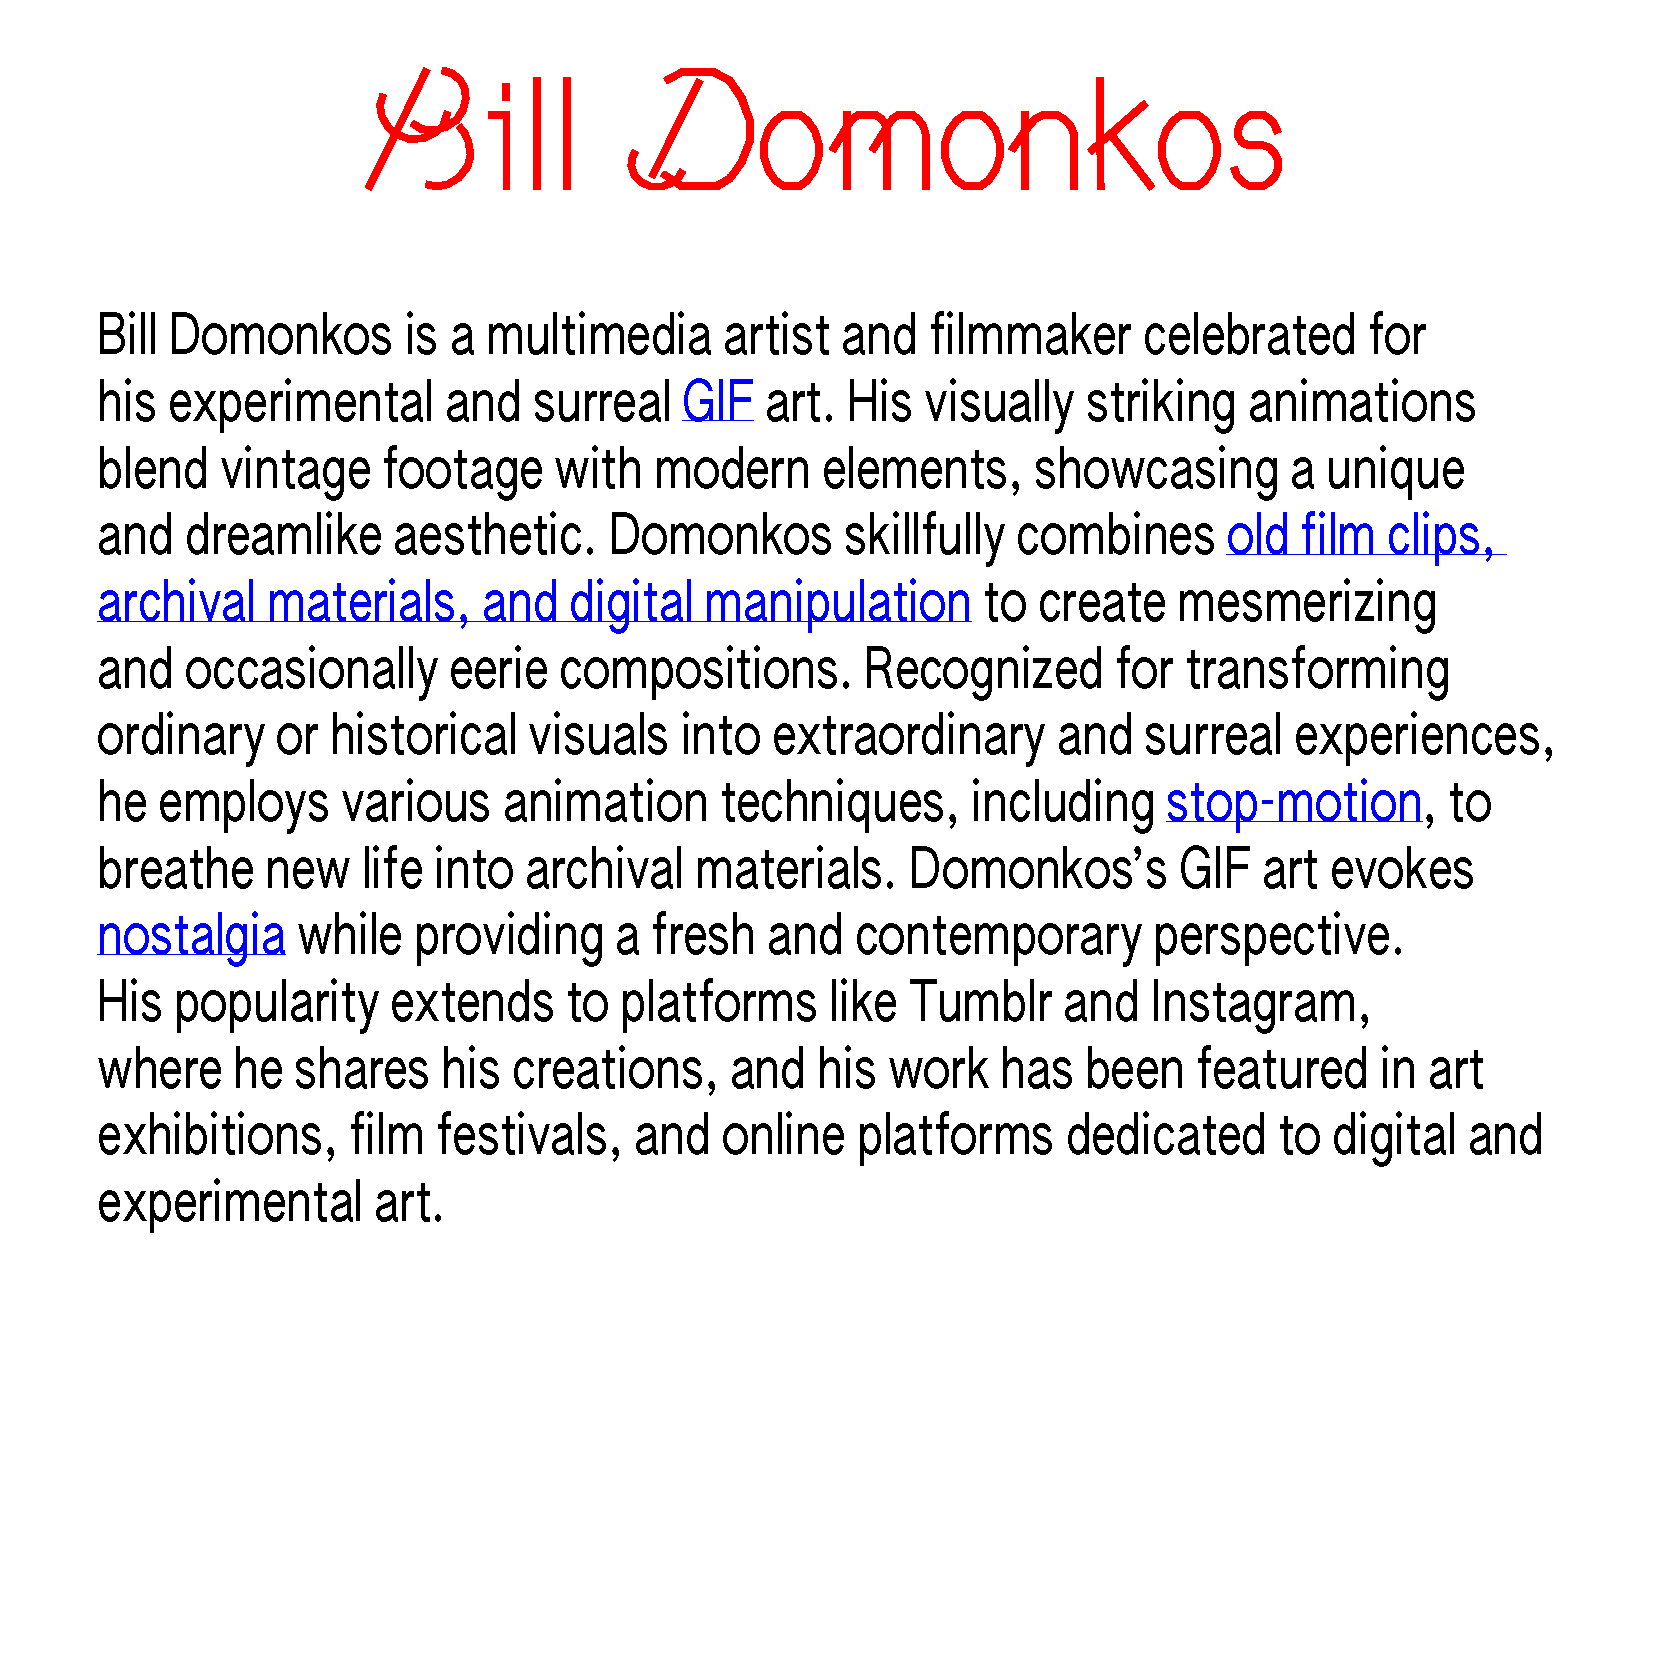 Bill Domonkos
Bill Domonkos is a multimedia artist and filmmaker celebrated for
his experimental and surreal GIF art. His visually striking animations
blend vintage footage with modern elements, showcasing a unique
and dreamlike aesthetic. Domonkos skillfully combines old film clips,
archival materials, and digital manipulation to create mesmerizing
and occasionally eerie compositions. Recognized for transforming
ordinary or historical visuals into extraordinary and surreal experiences,
he employs various animation techniques, including stop-motion, to
breathe new life into archival materials. Domonkos’s GIF art evokes
nostalgia while providing a fresh and contemporary perspective.
His popularity extends to platforms like Tumblr and Instagram,
where he shares his creations, and his work has been featured in art
exhibitions, film festivals, and online platforms dedicated to digital and
experimental art.